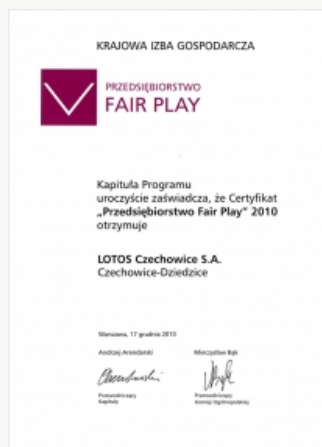 KRAJOWA IZBA GOSPODARCZA
PRZEDSIĘBIORSTWO
FAIR PLAY
Kapituła Programu
uroczyście zaświadcza, że Certyfikat
„Przedsiębiorstwo Fair Play” 2010
otrzymuje
LOTOS Czechowice S.A.
Czechowice-Dziedzice
Warszawa, 17 grudnia 2010
Andrzej Arendarski Mieczysław Bąk
Przewodniczący Przewodniczący
Kapituły Komisji Ogólnopolskiej